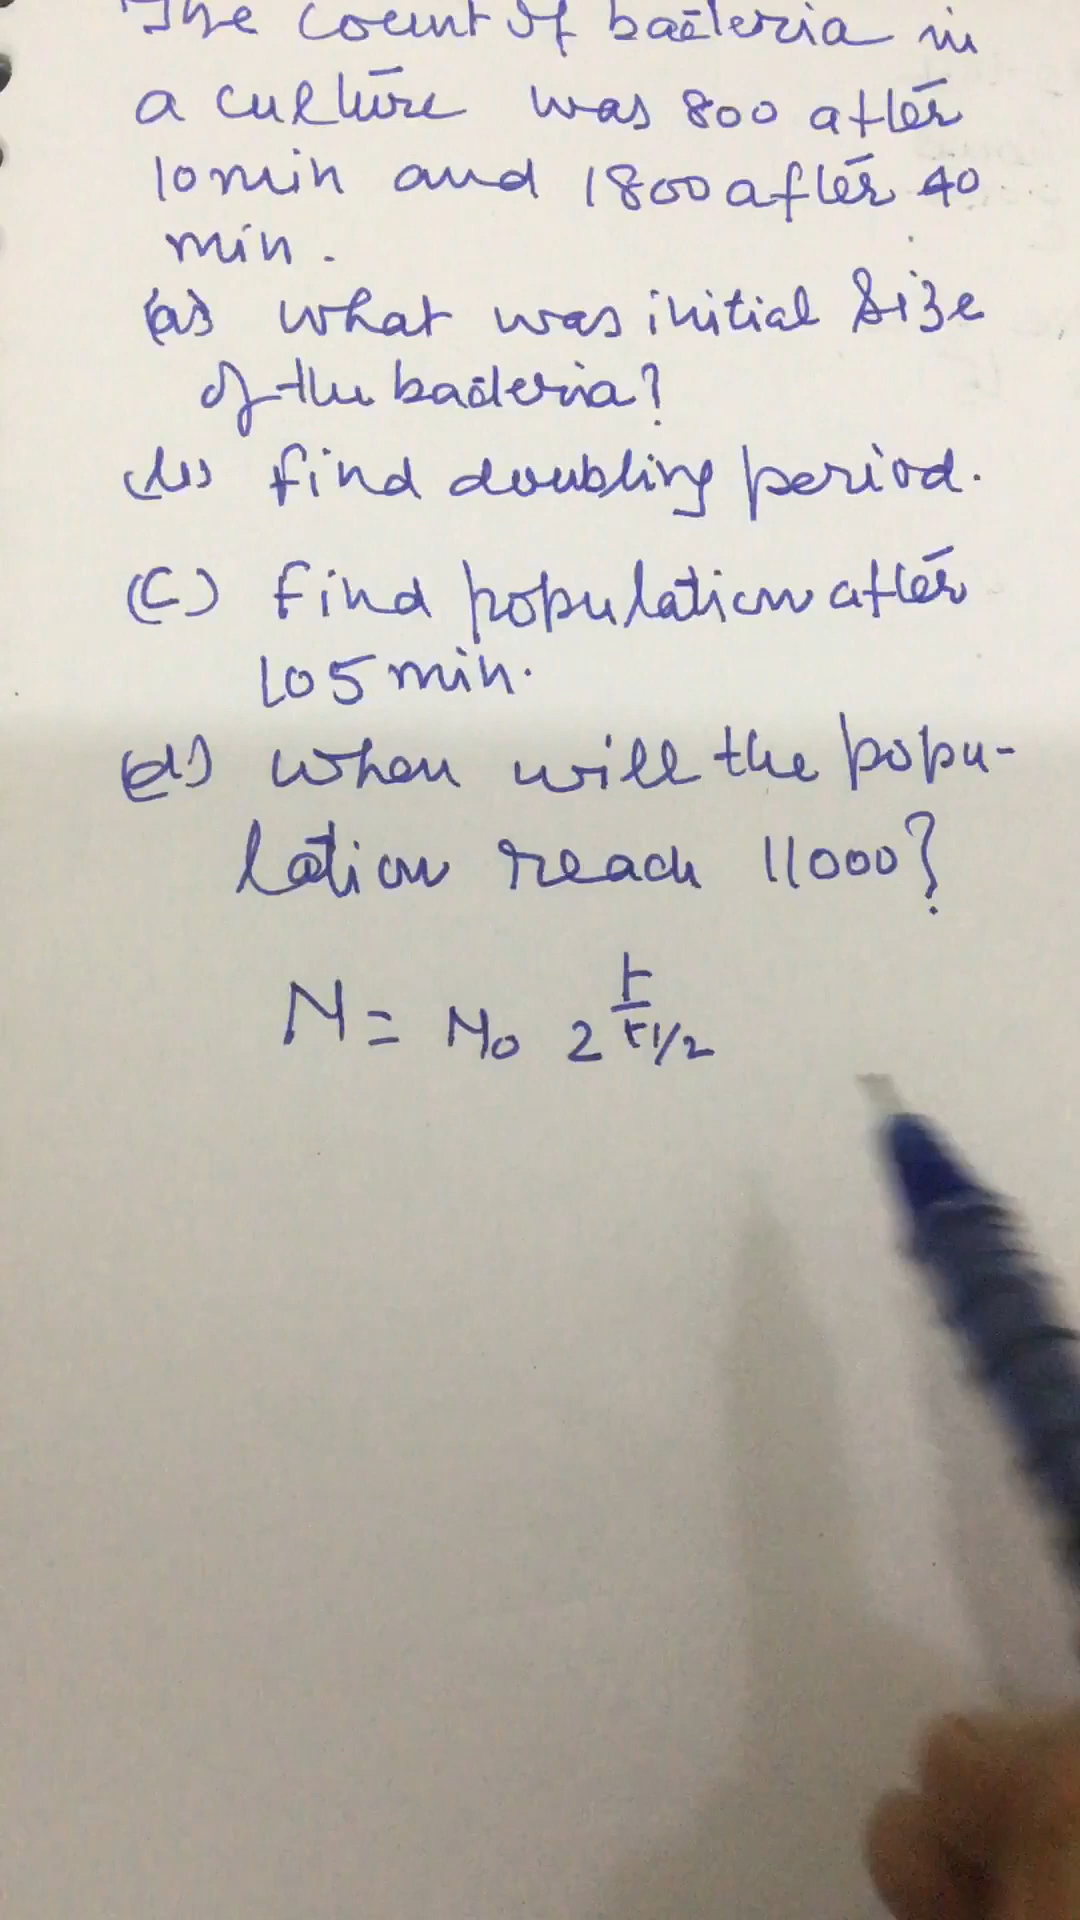 The count of bacteria in
a culture was 800 after
10 min and 1800 after 40
min.
(a) what was initial size
of the bacteria?
(b) find doubling period.
(c) find population after
105 min.
(d) when will the popu-
lation reach 11000?
N = N₀ 2^(t/t1/2)